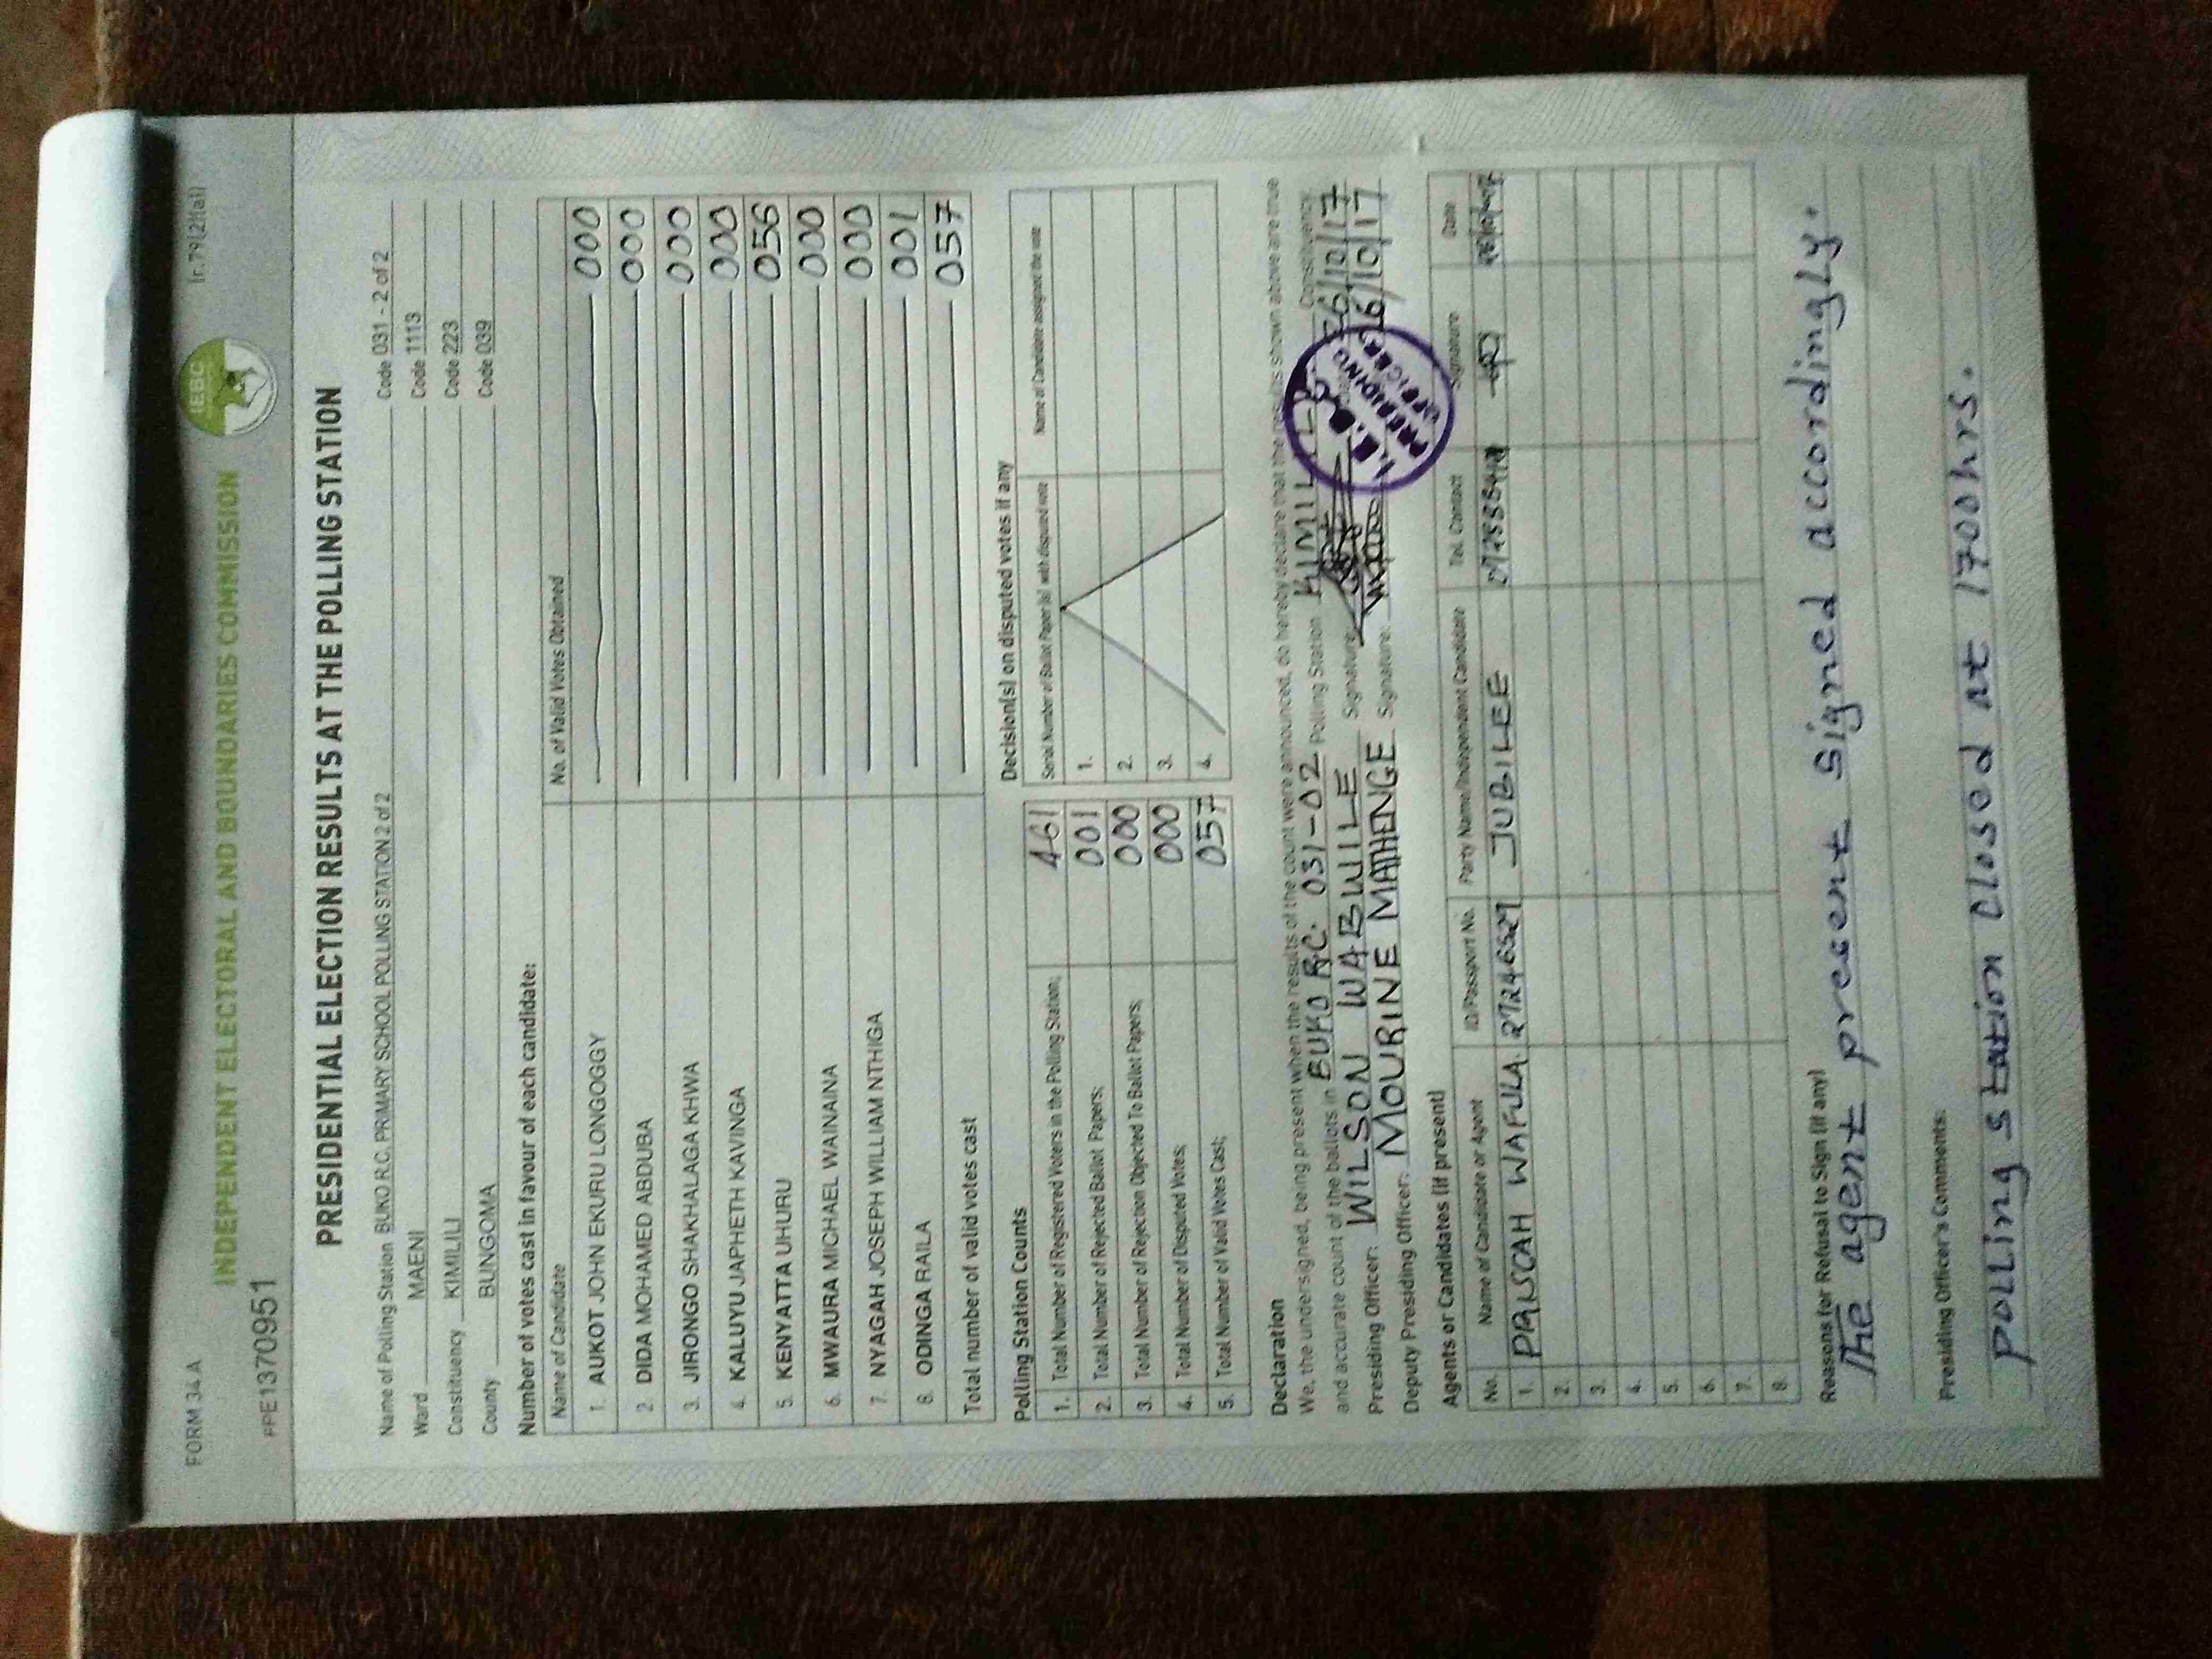 FORM 34A
(r.79(2)(a))
IEBC
INDEPENDENT ELECTORAL AND BOUNDARIES COMMISSION
PPE1370951
PRESIDENTIAL ELECTION RESULTS AT THE POLLING STATION
Name of Polling Station BUKO R.C. PRIMARY SCHOOL POLLING STATION 2 of 2 Code 031 - 2 of 2
Ward MAENI Code 1113
Constituency KIMILILI Code 223
County BUNGOMA Code 039
Number of votes cast in favour of each candidate:
Name of Candidate No. of Valid Votes Obtained
1. AUKOT JOHN EKURU LONGOGGY 000
2. DIDA MOHAMED ABDUBA 000
3. JIRONGO SHAKHALAGA KHWA 000
4. KALUYU JAPHETH KAVINGA 000
5. KENYATTA UHURU 056
6. MWAURA MICHAEL WAINAINA 000
7. NYAGAH JOSEPH WILLIAM NTHIGA 000
8. ODINGA RAILA 001
Total number of valid votes cast 057
Polling Station Counts
1. Total Number of Registered Voters in the Polling Station; 461
2. Total Number of Rejected Ballot Papers; 001
3. Total Number of Rejection Objected To Ballot Papers; 000
4. Total Number of Disputed Votes; 000
5. Total Number of Valid Votes Cast; 057
Decision(s) on disputed votes if any
Serial Number of Ballot Paper(s) with disputed vote Name of Candidate assigned the vote
1.
2.
3.
4.
Declaration
We, the undersigned, being present when the results of the count were announced, do hereby declare that the results shown above are true
and accurate count of the ballots in BUKO R.C. 031-02 Polling Station Constituency.
Presiding Officer: WILSON WABWILE Signature: 26/10/17
Deputy Presiding Officer: MOURINE MATHENGE Signature: 26/10/17
PRESIDING OFFICER
Agents or Candidates (if present)
No. Name of Candidate or Agent ID/Passport No. Party Name/Independent Candidate Tel. Contact Signature Date
1. PRISCAH WAFULA JUBILEE
2.
3.
4.
5.
6.
7.
8.
Reasons for Refusal to Sign (if any)
The agent present signed accordingly.
Presiding Officer's Comments:
polling station closed at 1700hrs.